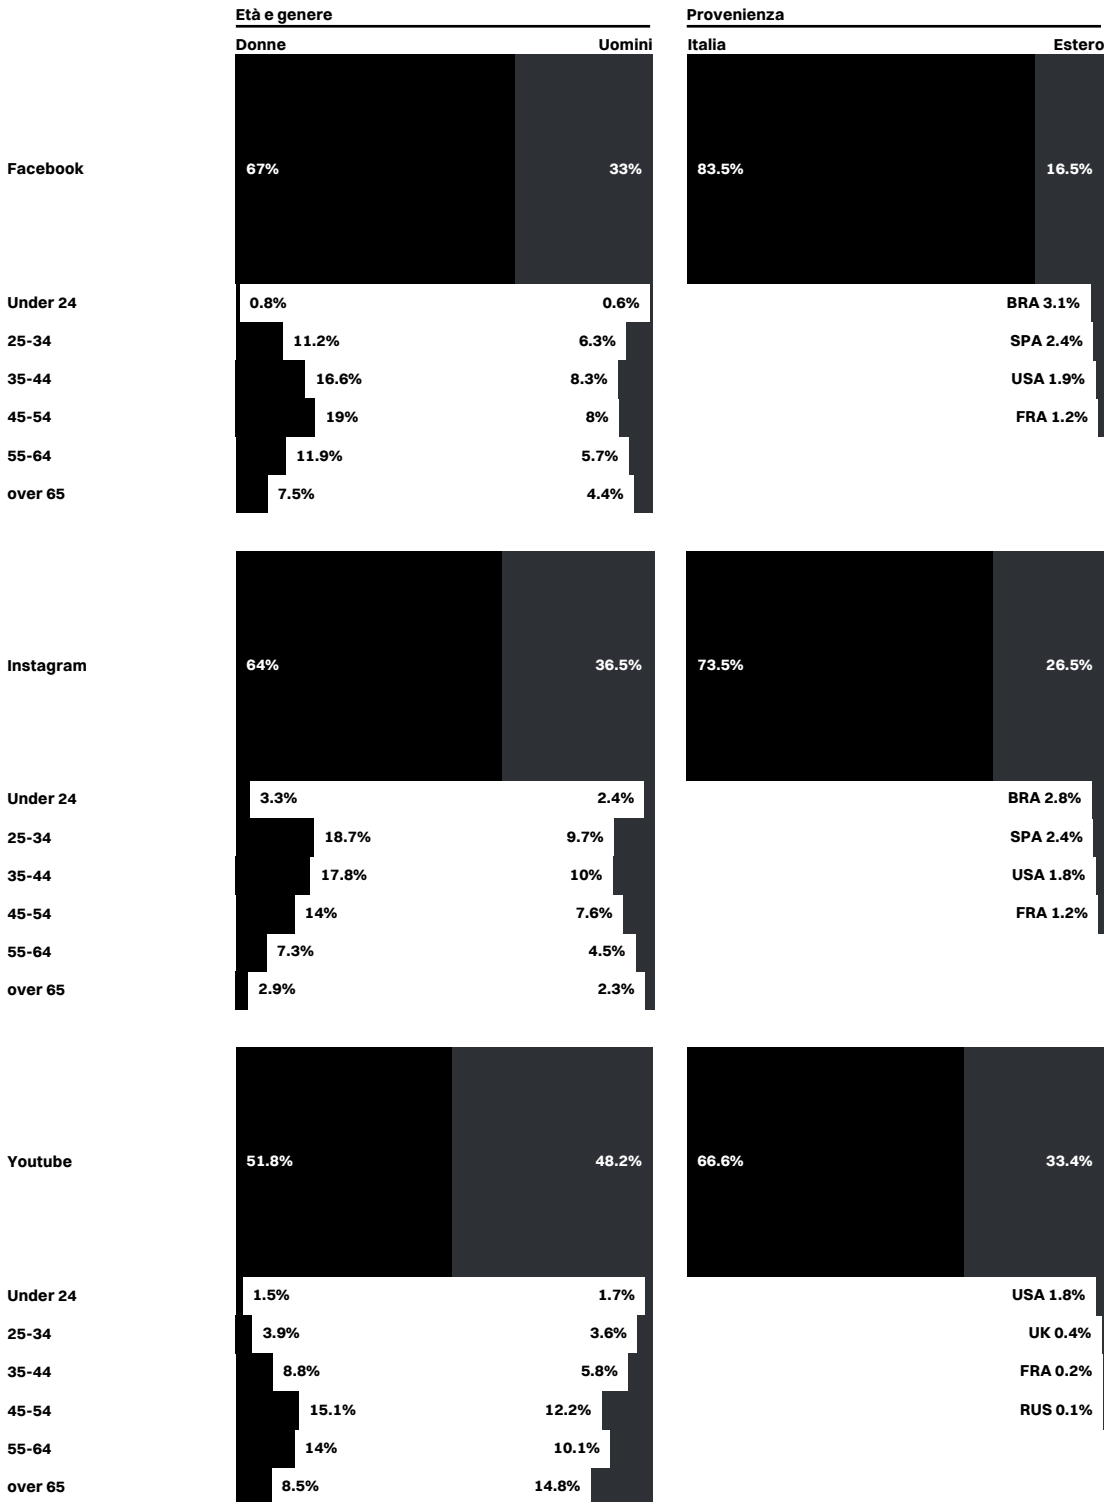 Età e genere Provenienza
Donne Uomini Italia Estero
Facebook 67% 33% 83.5% 16.5%
Under 24 0.8% 0.6% BRA 3.1%
25-34 11.2% 6.3% SPA 2.4%
35-44 16.6% 8.3% USA 1.9%
45-54 19% 8% FRA 1.2%
55-64 11.9% 5.7%
over 65 7.5% 4.4%
Instagram 64% 36.5% 73.5% 26.5%
Under 24 3.3% 2.4% BRA 2.8%
25-34 18.7% 9.7% SPA 2.4%
35-44 17.8% 10% USA 1.8%
45-54 14% 7.6% FRA 1.2%
55-64 7.3% 4.5%
over 65 2.9% 2.3%
Youtube 51.8% 48.2% 66.6% 33.4%
Under 24 1.5% 1.7% USA 1.8%
25-34 3.9% 3.6% UK 0.4%
35-44 8.8% 5.8% FRA 0.2%
45-54 15.1% 12.2% RUS 0.1%
55-64 14% 10.1%
over 65 8.5% 14.8%